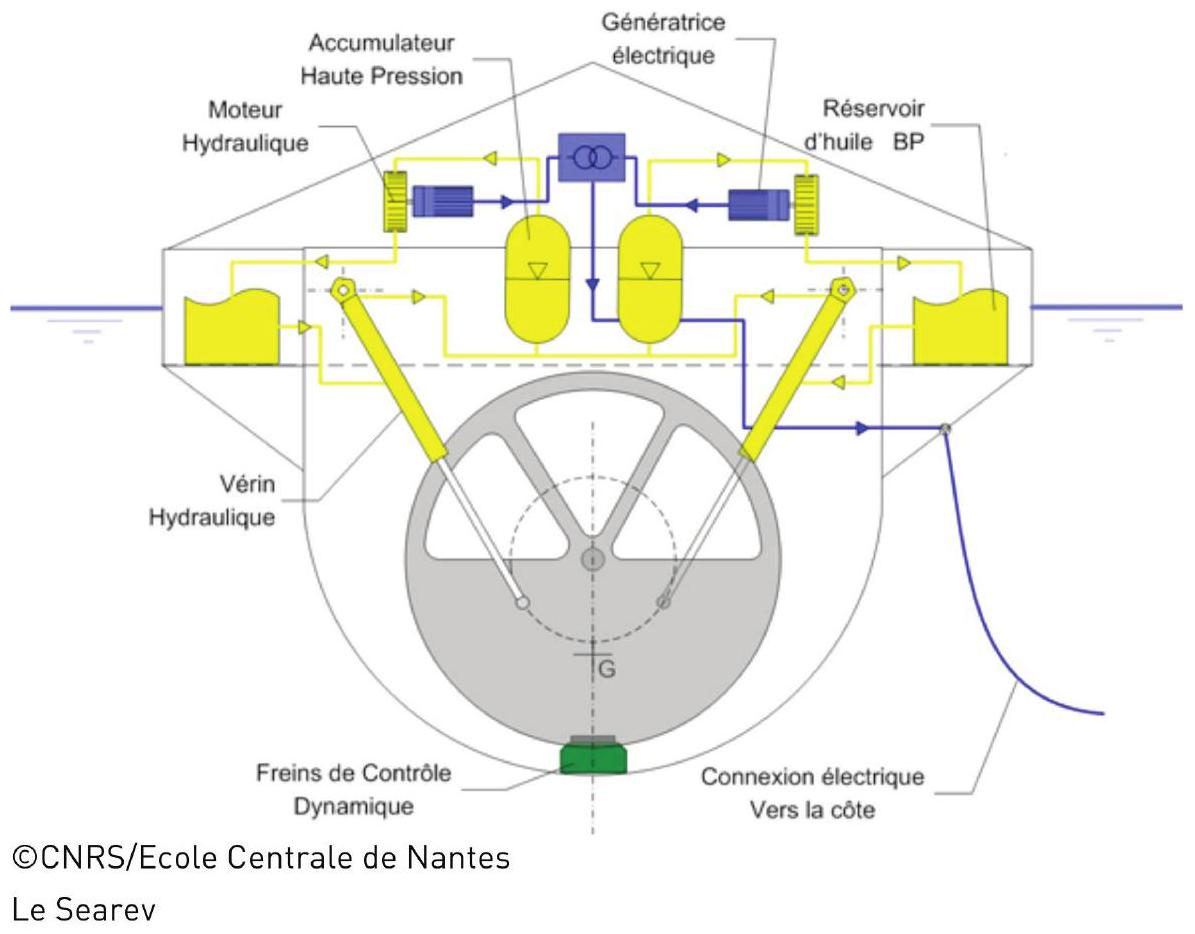 Génératrice
électrique
Accumulateur
Haute Pression
Moteur
Hydraulique
Réservoir
d'huile BP
Vérin
Hydraulique
G
Freins de Contrôle
Dynamique
Connexion électrique
Vers la côte
©CNRS/Ecole Centrale de Nantes
Le Searev